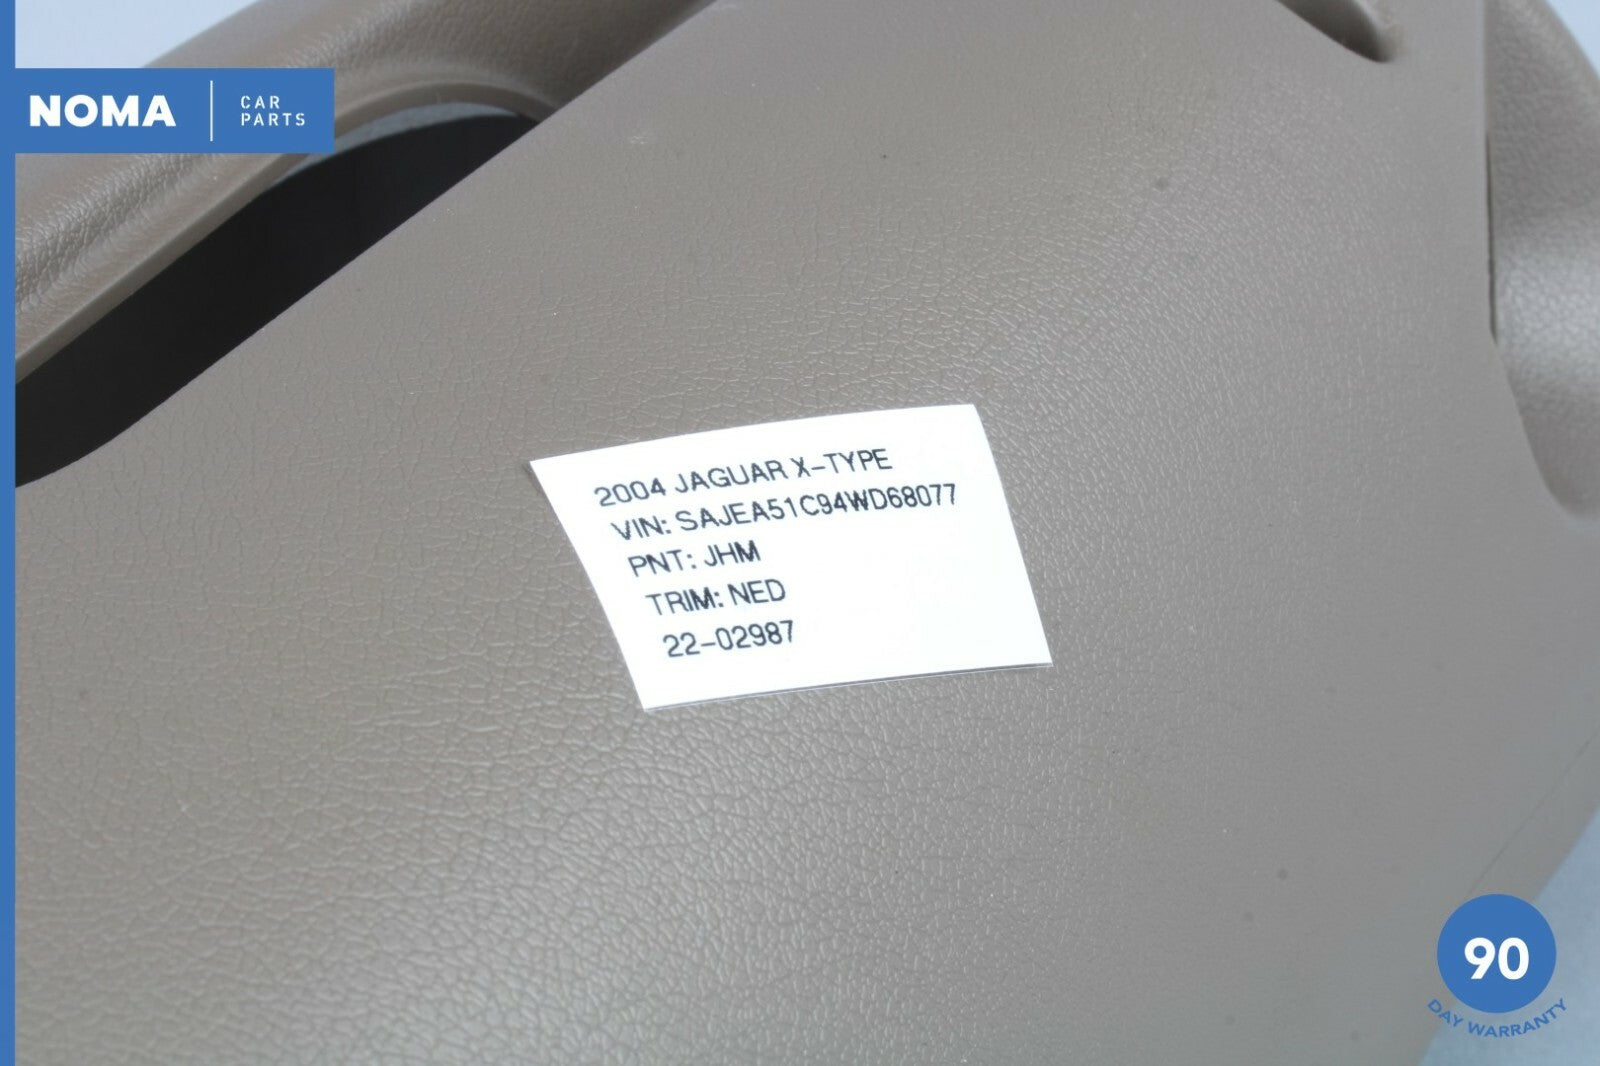 NOMA
CAR
PARTS
2004 JAGUAR X-TYPE
VIN: SAJEA51C94WD68077
PNT: JHM
TRIM: NED
22-02987
90
DAY WARRANTY